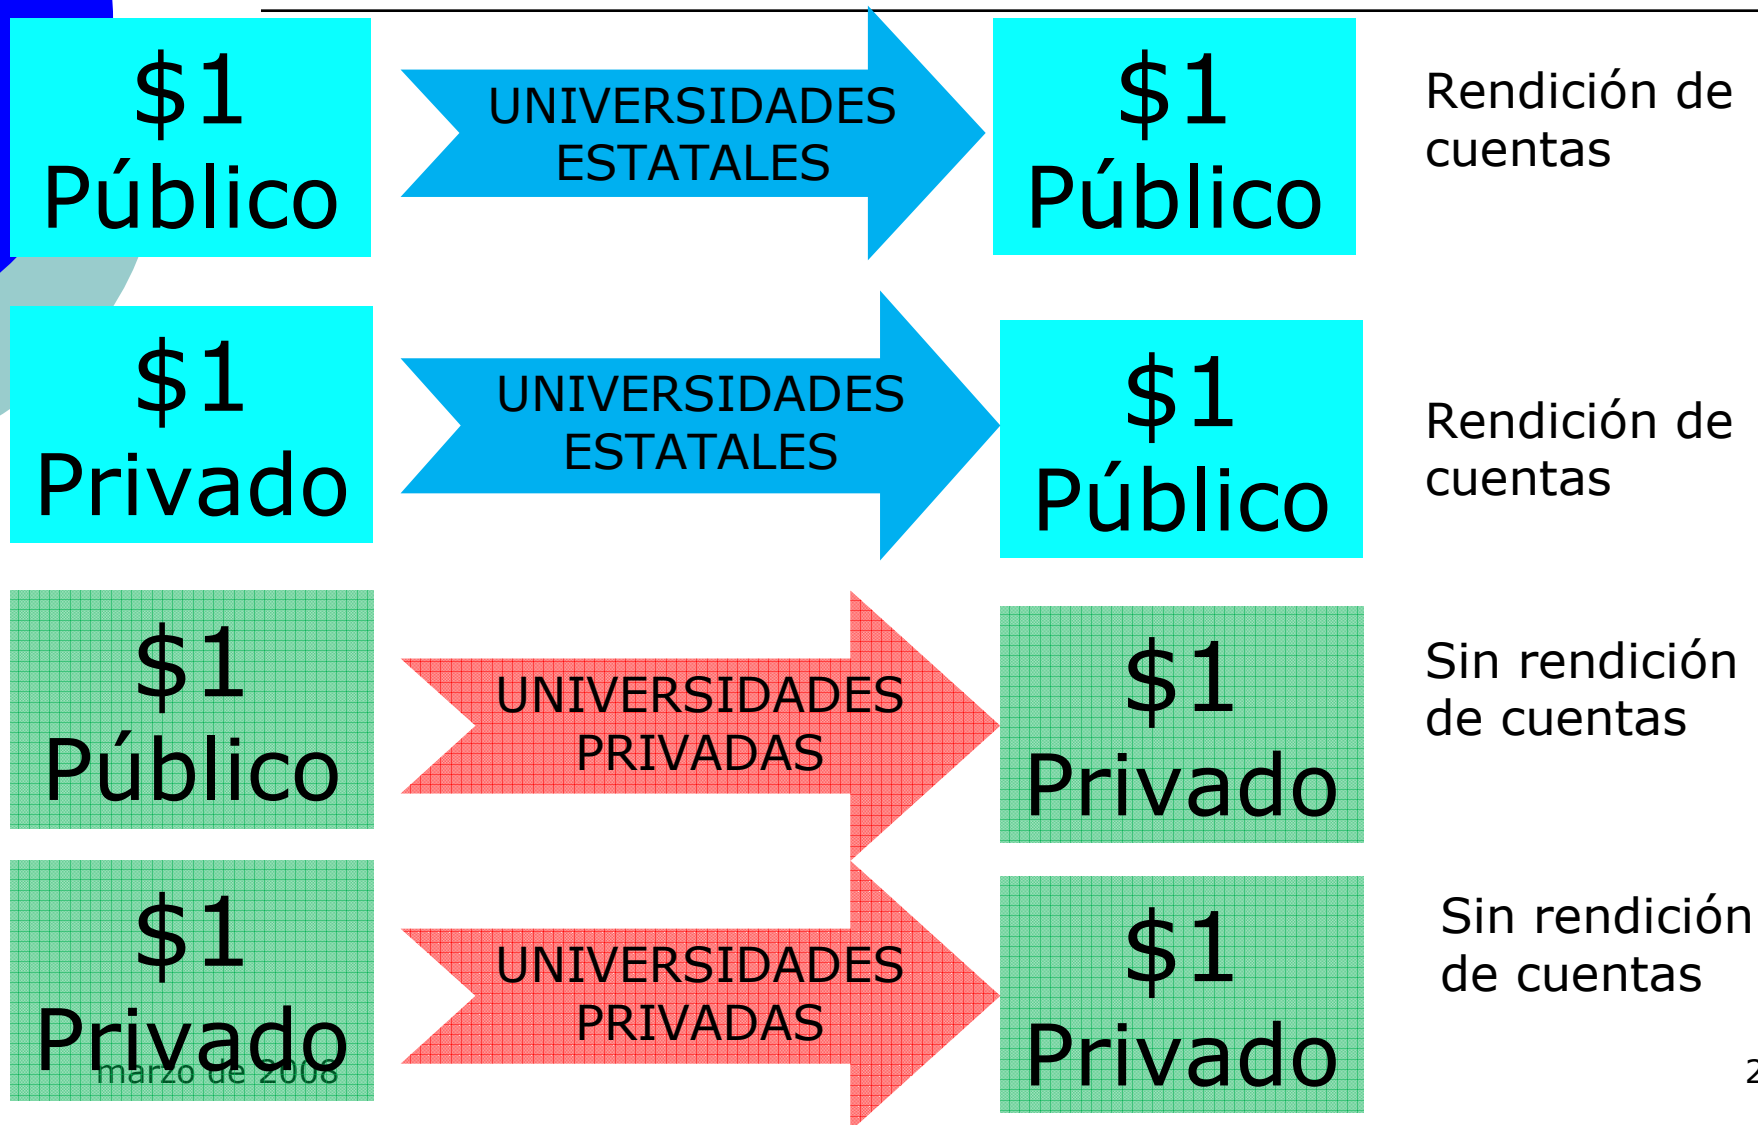 $1
Público
UNIVERSIDADES
ESTATALES
$1
Público
Rendición de
cuentas
$1
Privado
UNIVERSIDADES
ESTATALES
$1
Público
Rendición de
cuentas
$1
Público
UNIVERSIDADES
PRIVADAS
$1
Privado
Sin rendición
de cuentas
$1
Privado
UNIVERSIDADES
PRIVADAS
$1
Privado
Sin rendición
de cuentas
marzo de 2008